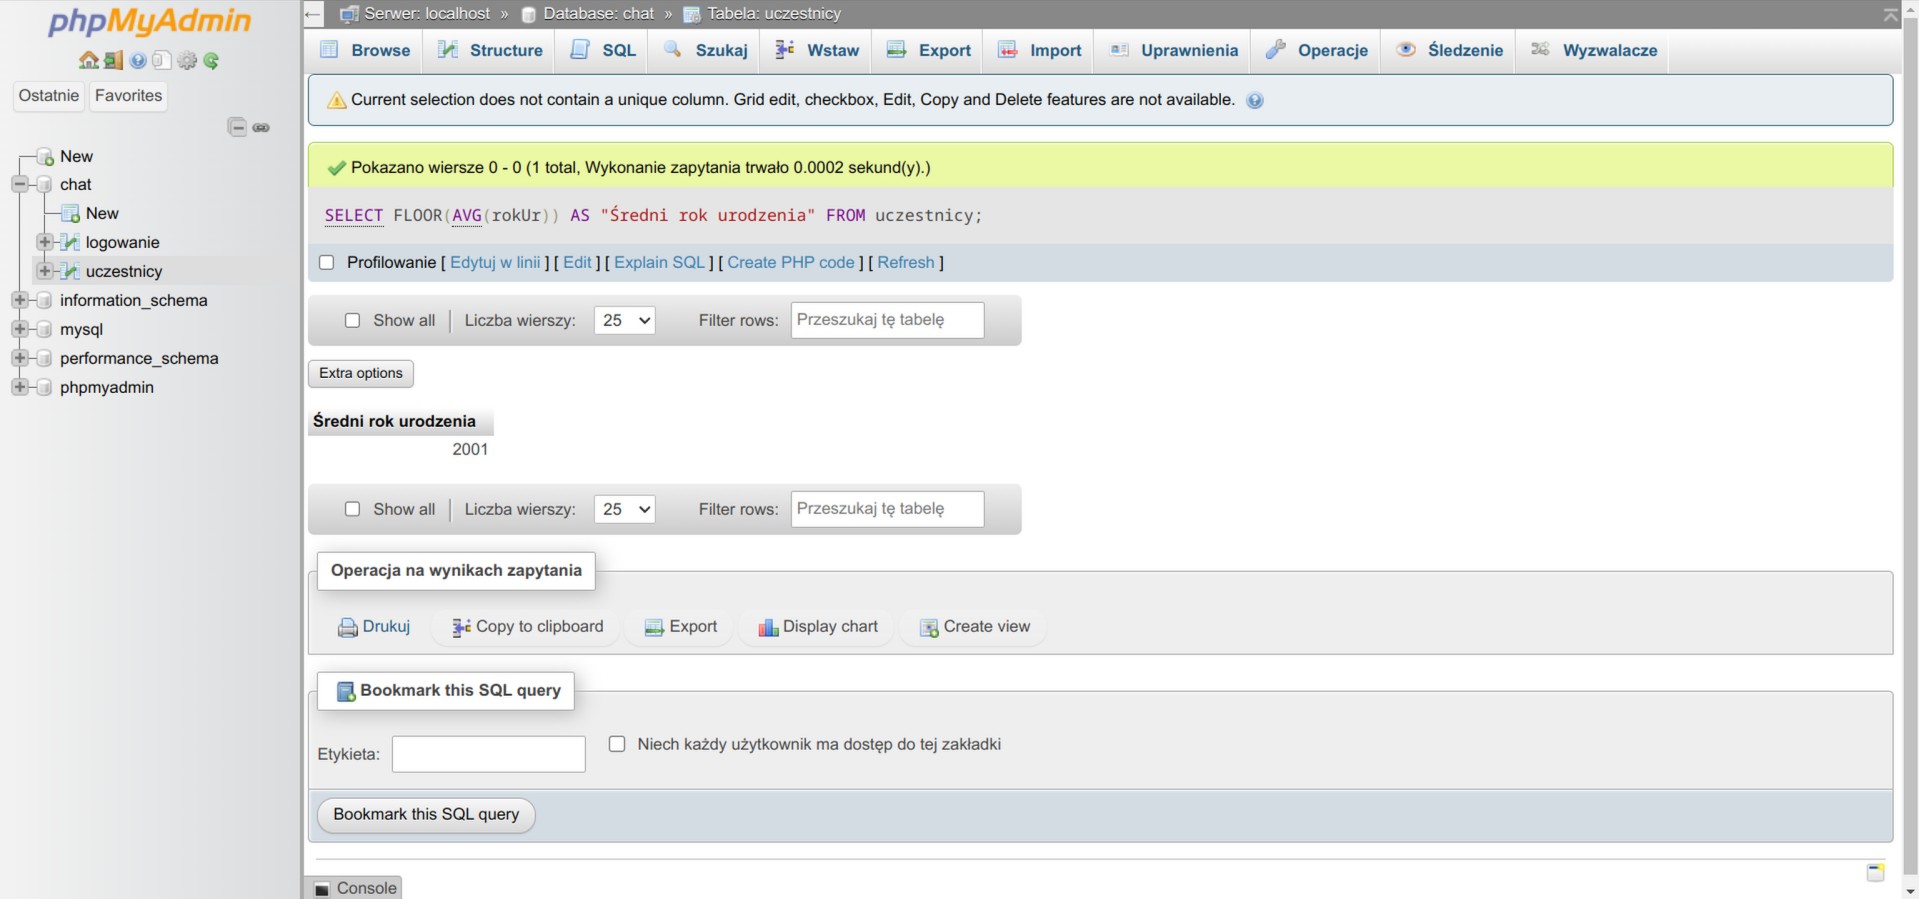 phpMyAdmin
Ostatnie
Favorites
New
chat
New
logowanie
uczestnicy
information_schema
mysql
performance_schema
phpmyadmin
Serwer: localhost » Database: chat » Tabela: uczestnicy
Browse Structure SQL Szukaj Wstaw Export Import Uprawnienia Operacje Śledzenie Wyzwalacze
Current selection does not contain a unique column. Grid edit, checkbox, Edit, Copy and Delete features are not available.
Pokazano wiersze 0 - 0 (1 total, Wykonanie zapytania trwało 0.0002 sekund(y).)
SELECT FLOOR(AVG(rokUr)) AS "Średni rok urodzenia" FROM uczestnicy;
Profilowanie [ Edytuj w linii ] [ Edit ] [ Explain SQL ] [ Create PHP code ] [ Refresh ]
Show all | Liczba wierszy: 25 Filter rows: Przeszukaj tę tabelę
Extra options
Średni rok urodzenia
2001
Show all | Liczba wierszy: 25 Filter rows: Przeszukaj tę tabelę
Operacja na wynikach zapytania
Drukuj Copy to clipboard Export Display chart Create view
Bookmark this SQL query
Etykieta: Niech każdy użytkownik ma dostęp do tej zakładki
Bookmark this SQL query
Console